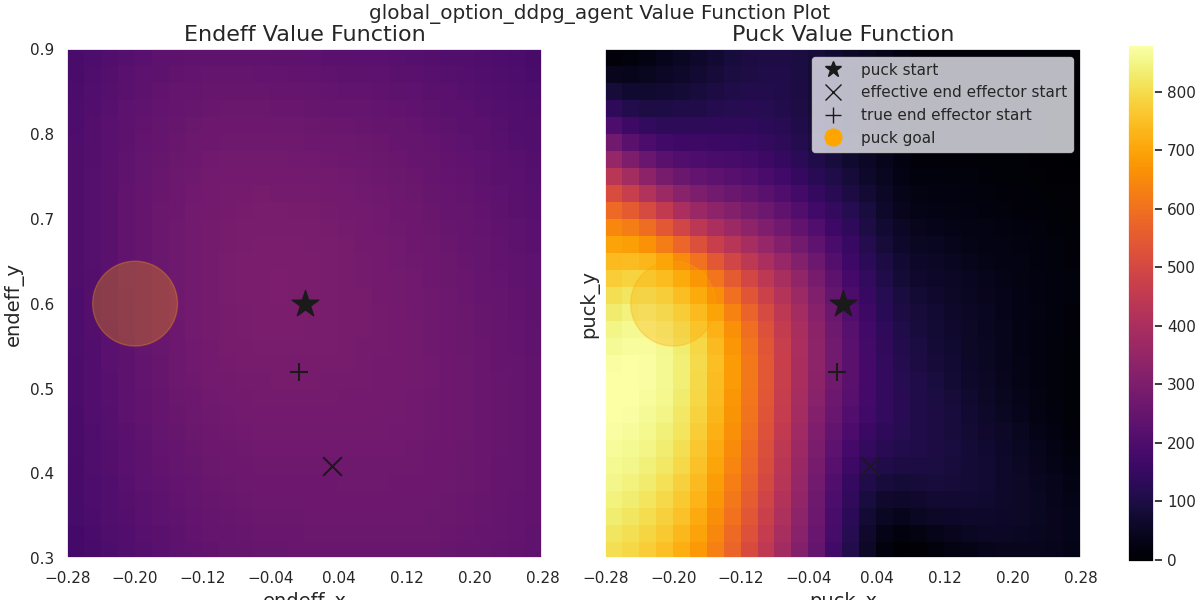 global_option_ddpg_agent Value Function Plot
Endeff Value Function
Puck Value Function
0.9
0.8
0.7
0.6
0.5
0.4
0.3
endeff_y
−0.28 −0.20 −0.12 −0.04 0.04 0.12 0.20 0.28
endeff_x
puck start
effective end effector start
true end effector start
puck goal
puck_y
−0.28 −0.20 −0.12 −0.04 0.04 0.12 0.20 0.28
puck_x
800
700
600
500
400
300
200
100
0